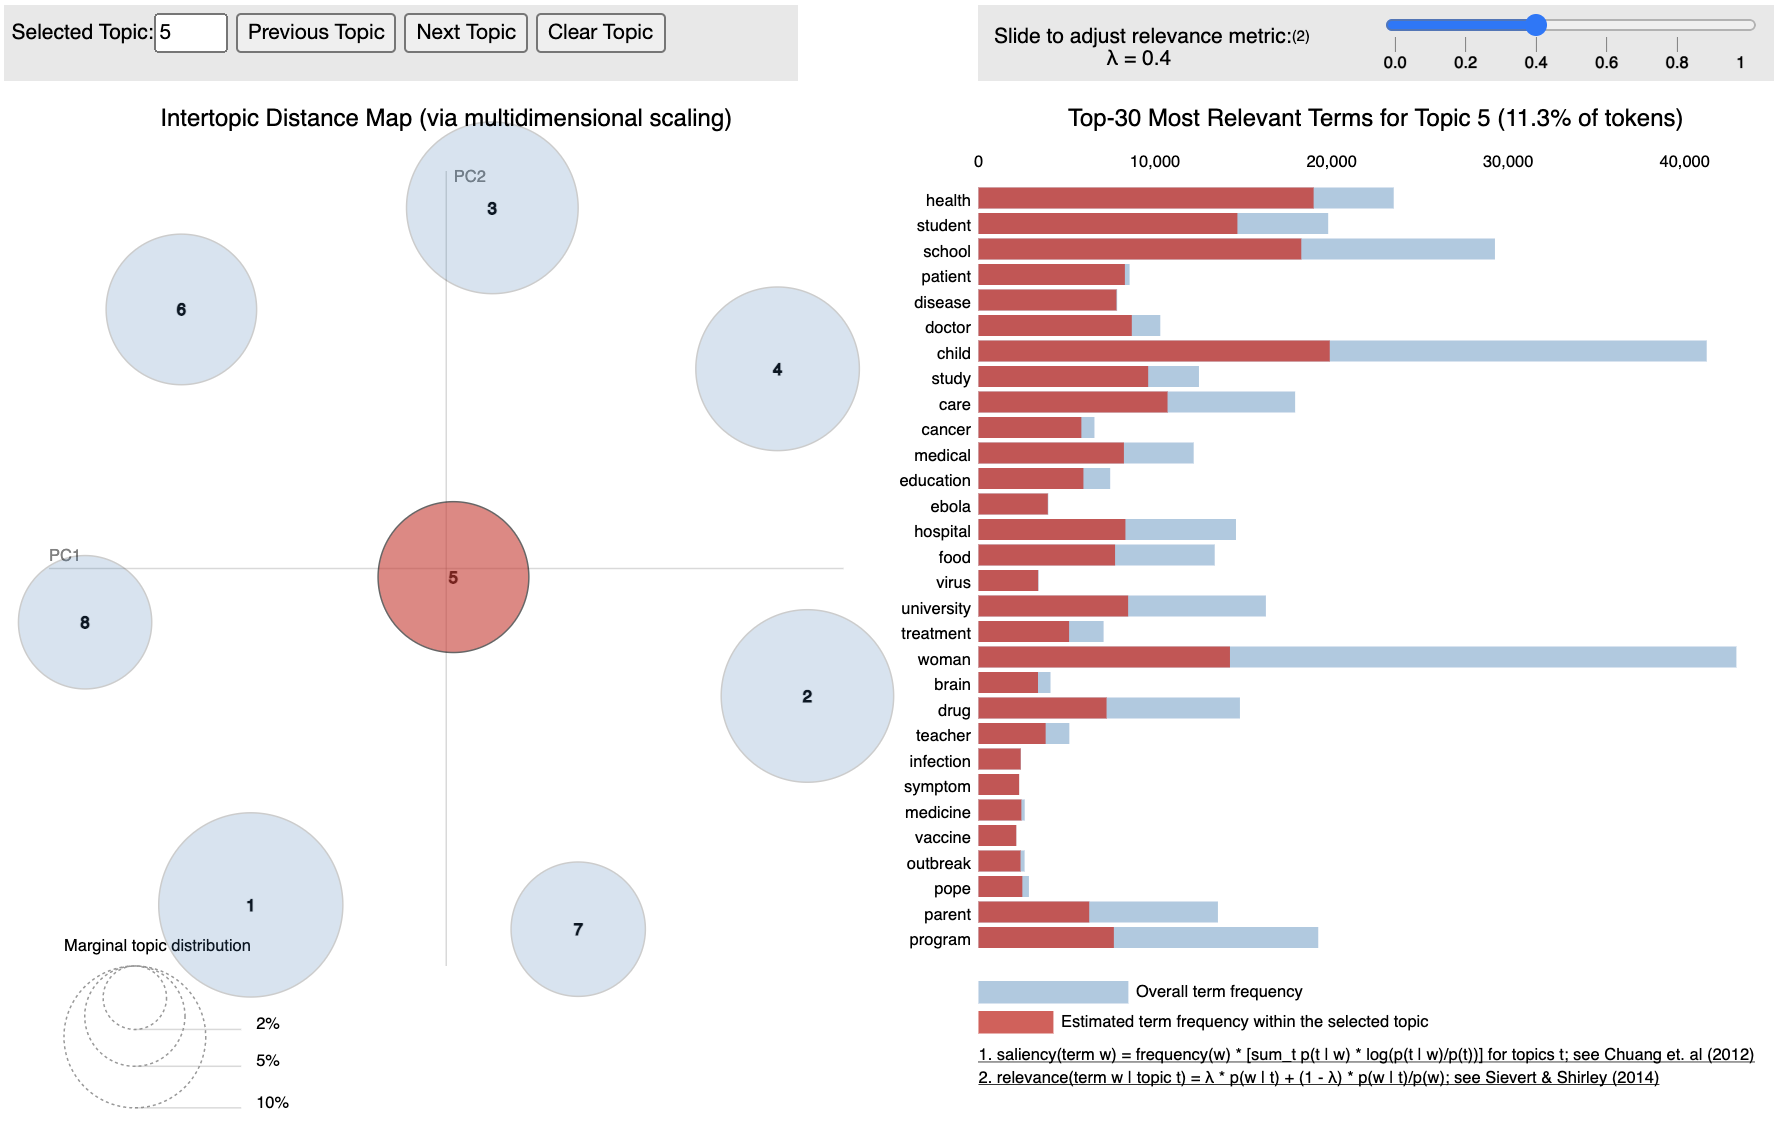 Selected Topic: 5 Previous Topic Next Topic Clear Topic
Slide to adjust relevance metric:(2)
λ = 0.4
0.0 0.2 0.4 0.6 0.8 1
Intertopic Distance Map (via multidimensional scaling)
PC2
3
6
4
PC1
5
8
2
1
7
Marginal topic distribution
2%
5%
10%
Top-30 Most Relevant Terms for Topic 5 (11.3% of tokens)
0 10,000 20,000 30,000 40,000
health
student
school
patient
disease
doctor
child
study
care
cancer
medical
education
ebola
hospital
food
virus
university
treatment
woman
brain
drug
teacher
infection
symptom
medicine
vaccine
outbreak
pope
parent
program
Overall term frequency
Estimated term frequency within the selected topic
1. saliency(term w) = frequency(w) * [sum_t p(t | w) * log(p(t | w)/p(t))] for topics t; see Chuang et. al (2012)
2. relevance(term w | topic t) = λ * p(w | t) + (1 - λ) * p(w | t)/p(w); see Sievert & Shirley (2014)